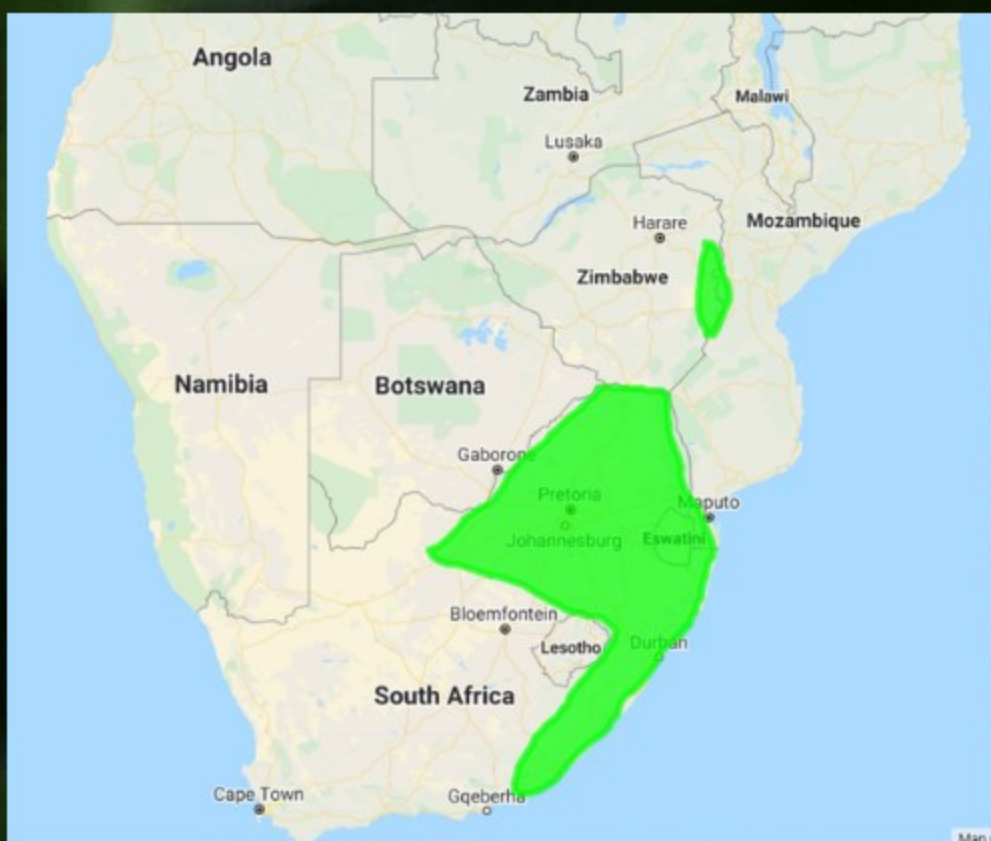 Angola
Zambia
Malawi
Lusaka
Harare
Mozambique
Zimbabwe
Namibia
Botswana
Gaborone
Pretoria
Maputo
Johannesburg
Eswatini
Bloemfontein
Lesotho
Durban
South Africa
Cape Town
Gqeberha
Map